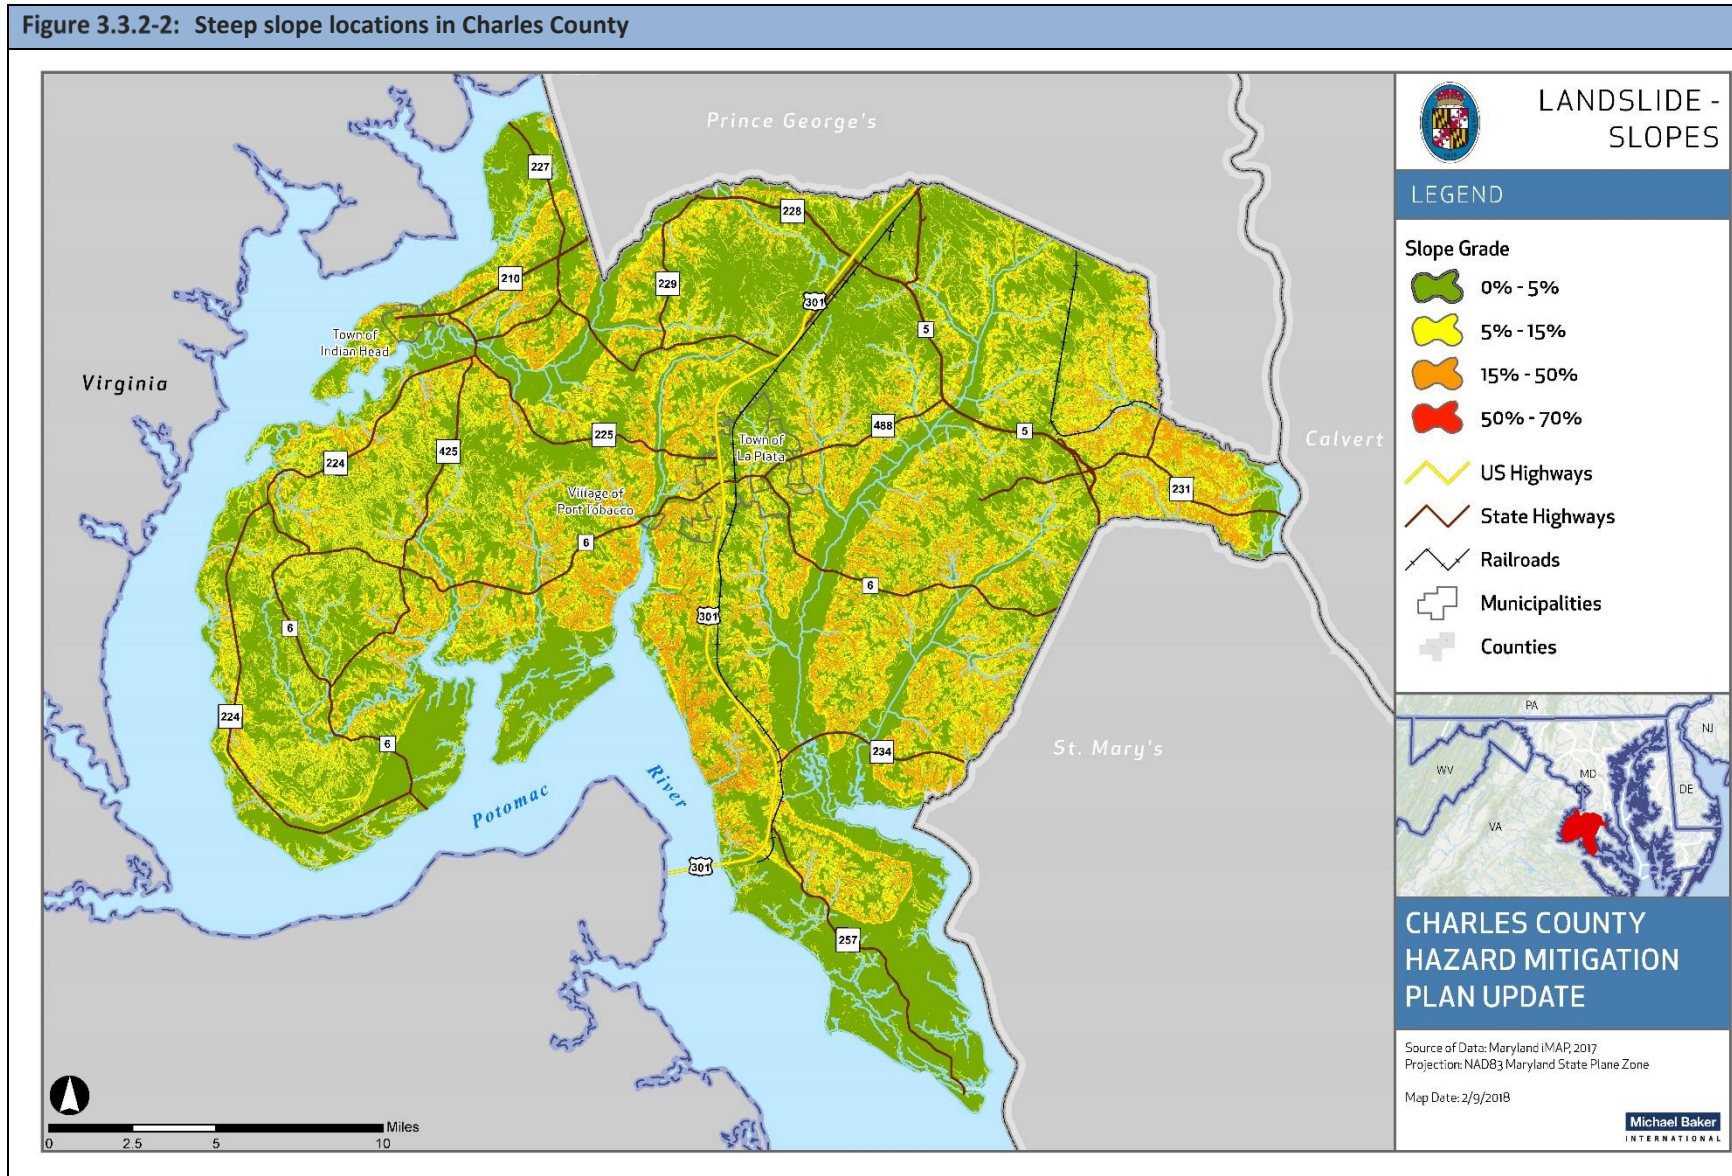 Figure 3.3.2-2: Steep slope locations in Charles County
Prince George's
227
228
210
229
301
Town of
Indian Head
5
Virginia
488
5
225
Town of
La Plata
Calvert
425
224
231
Village of
Port Tobacco
6
6
301
6
224
6
234
St. Mary's
Potomac
River
301
257
Miles
0 2.5 5 10
LANDSLIDE -
SLOPES
LEGEND
Slope Grade
0% - 5%
5% - 15%
15% - 50%
50% - 70%
US Highways
State Highways
Railroads
Municipalities
Counties
PA
NJ
WV
MD
DE
VA
CHARLES COUNTY
HAZARD MITIGATION
PLAN UPDATE
Source of Data: Maryland iMAP, 2017
Projection: NAD83 Maryland State Plane Zone
Map Date: 2/9/2018
Michael Baker
INTERNATIONAL